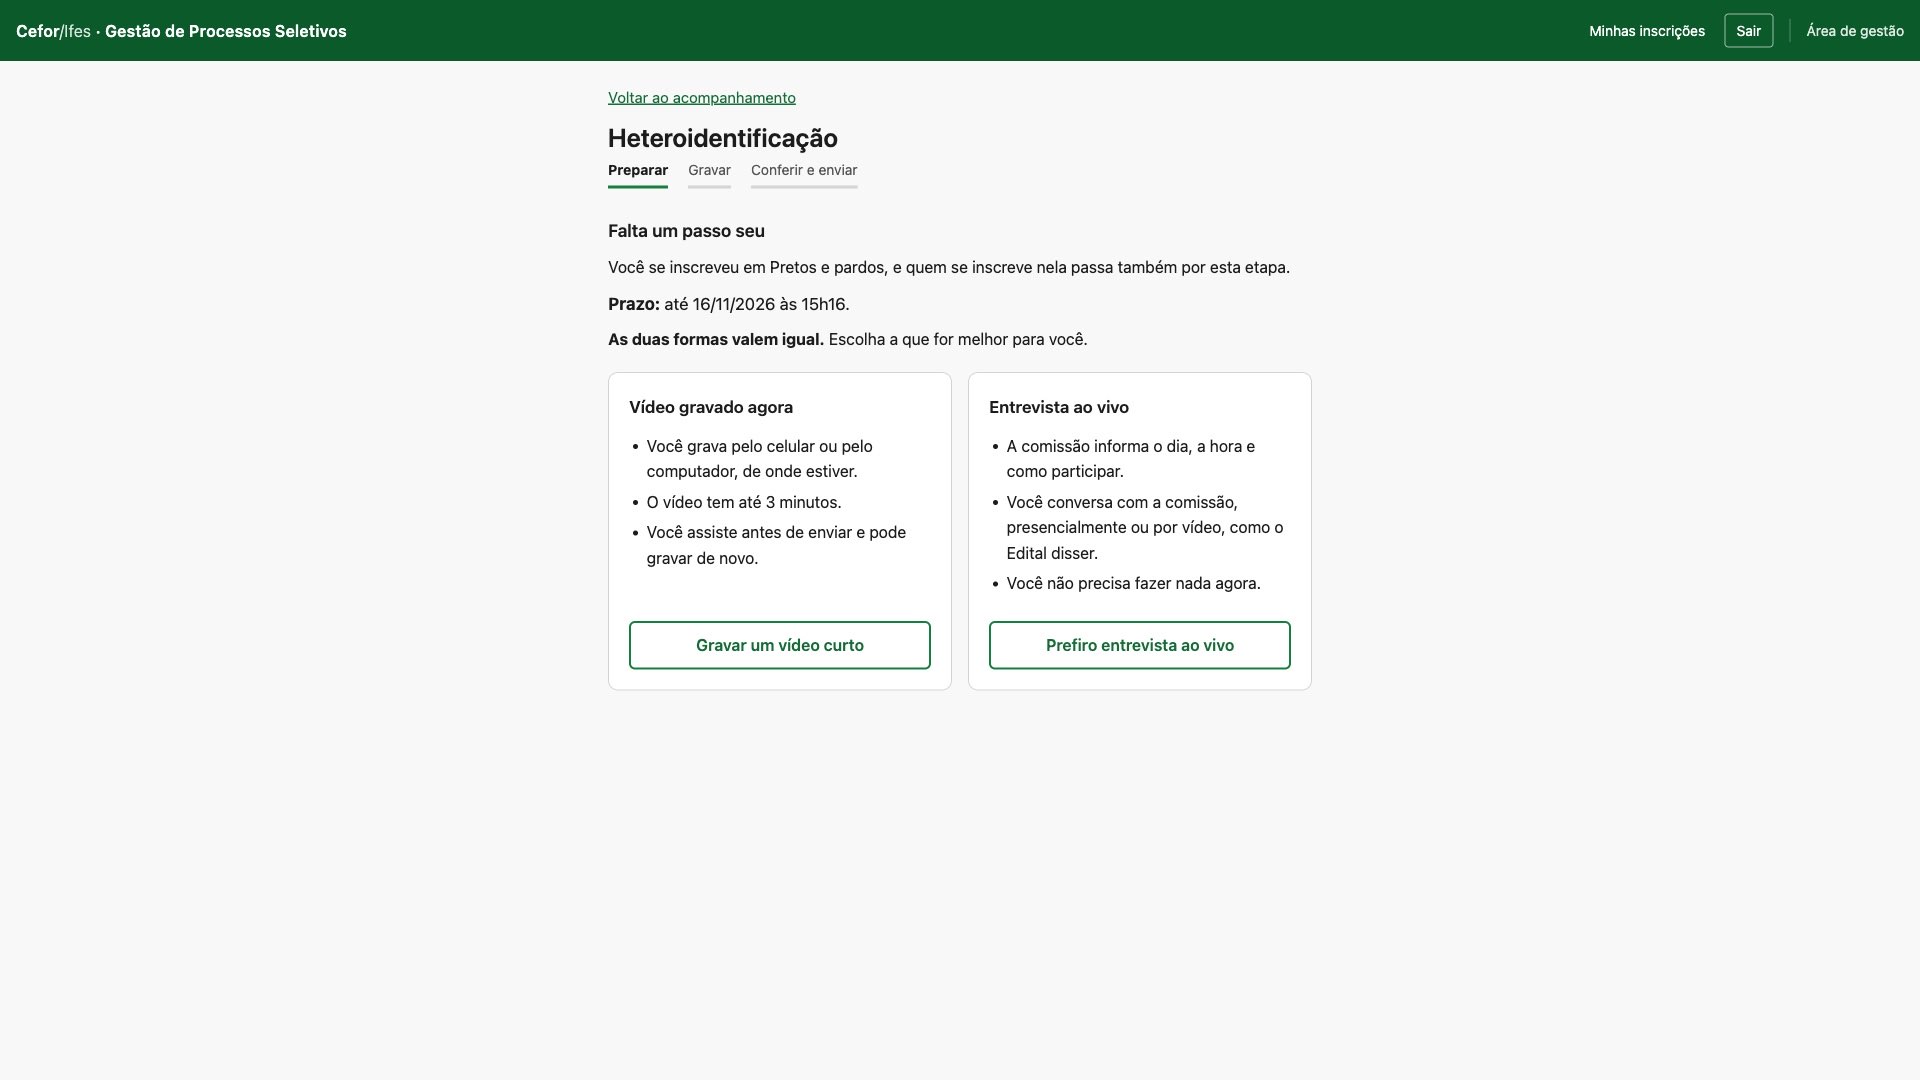 Cefor/Ifes · Gestão de Processos Seletivos
Minhas inscrições
Sair
Área de gestão
Voltar ao acompanhamento
Heteroidentificação
Preparar
Gravar
Conferir e enviar
Falta um passo seu
Você se inscreveu em Pretos e pardos, e quem se inscreve nela passa também por esta etapa.
Prazo: até 16/11/2026 às 15h16.
As duas formas valem igual. Escolha a que for melhor para você.
Vídeo gravado agora
• Você grava pelo celular ou pelo
computador, de onde estiver.
• O vídeo tem até 3 minutos.
• Você assiste antes de enviar e pode
gravar de novo.
Gravar um vídeo curto
Entrevista ao vivo
• A comissão informa o dia, a hora e
como participar.
• Você conversa com a comissão,
presencialmente ou por vídeo, como o
Edital disser.
• Você não precisa fazer nada agora.
Prefiro entrevista ao vivo